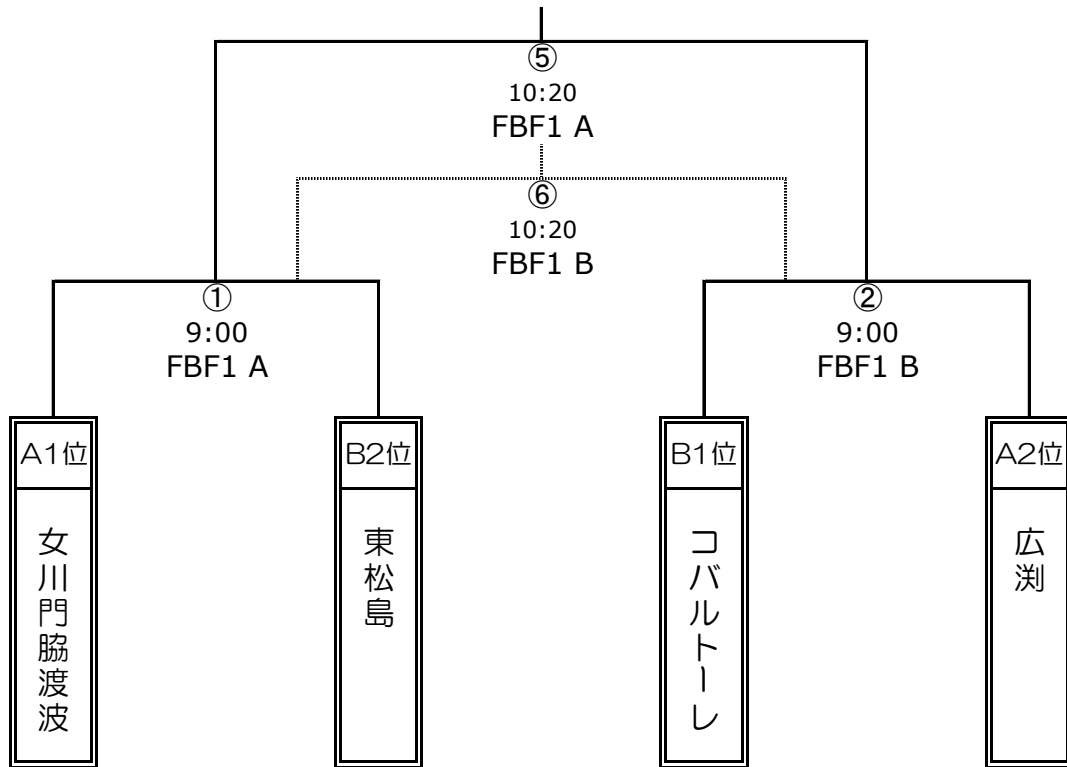 ⑤
10:20
FBF1 A
⑥
10:20
FBF1 B
①
9:00
FBF1 A
②
9:00
FBF1 B
A1位
B2位
B1位
A2位
女川門脇渡波
東松島
コバルトーレ
広渕